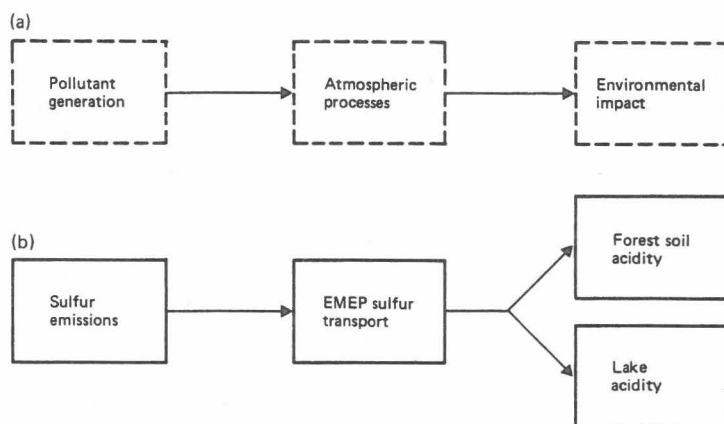 (a)
Pollutant
generation
Atmospheric
processes
Environmental
impact
(b)
Sulfur
emissions
EMEP sulfur
transport
Forest soil
acidity
Lake
acidity